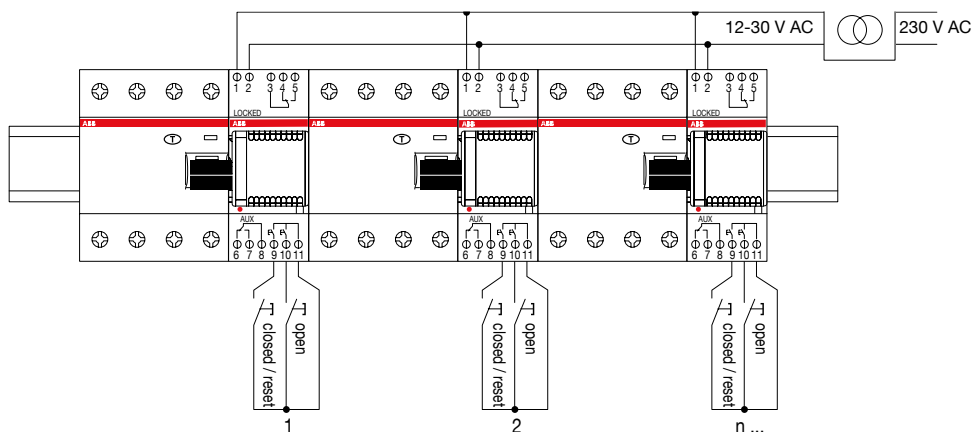 12-30 V AC 230 V AC
1 2 3 4 5 1 2 3 4 5 1 2 3 4 5
LOCKED LOCKED LOCKED
ABB ABB ABB ABB ABB ABB
T T T
AUX AUX AUX
6 7 8 9 10 11 6 7 8 9 10 11 6 7 8 9 10 11
closed / reset open closed / reset open closed / reset open
1 2 n ...